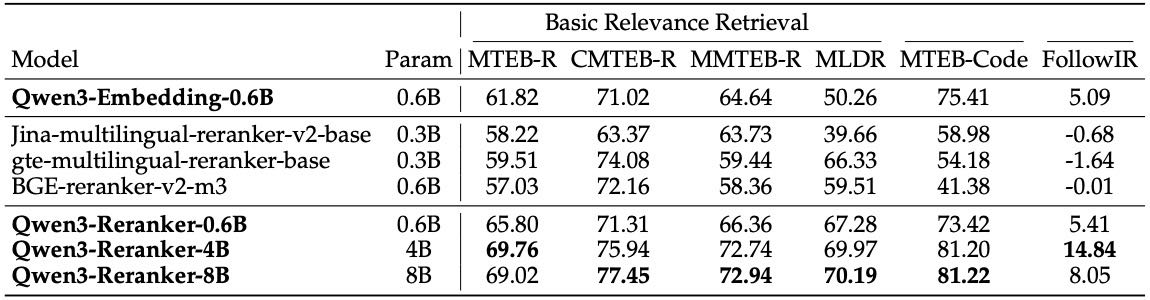 Basic Relevance Retrieval
Model Param MTEB-R CMTEB-R MMTEB-R MLDR MTEB-Code FollowIR
Qwen3-Embedding-0.6B 0.6B 61.82 71.02 64.64 50.26 75.41 5.09
Jina-multilingual-reranker-v2-base 0.3B 58.22 63.37 63.73 39.66 58.98 -0.68
gte-multilingual-reranker-base 0.3B 59.51 74.08 59.44 66.33 54.18 -1.64
BGE-reranker-v2-m3 0.6B 57.03 72.16 58.36 59.51 41.38 -0.01
Qwen3-Reranker-0.6B 0.6B 65.80 71.31 66.36 67.28 73.42 5.41
Qwen3-Reranker-4B 4B 69.76 75.94 72.74 69.97 81.20 14.84
Qwen3-Reranker-8B 8B 69.02 77.45 72.94 70.19 81.22 8.05